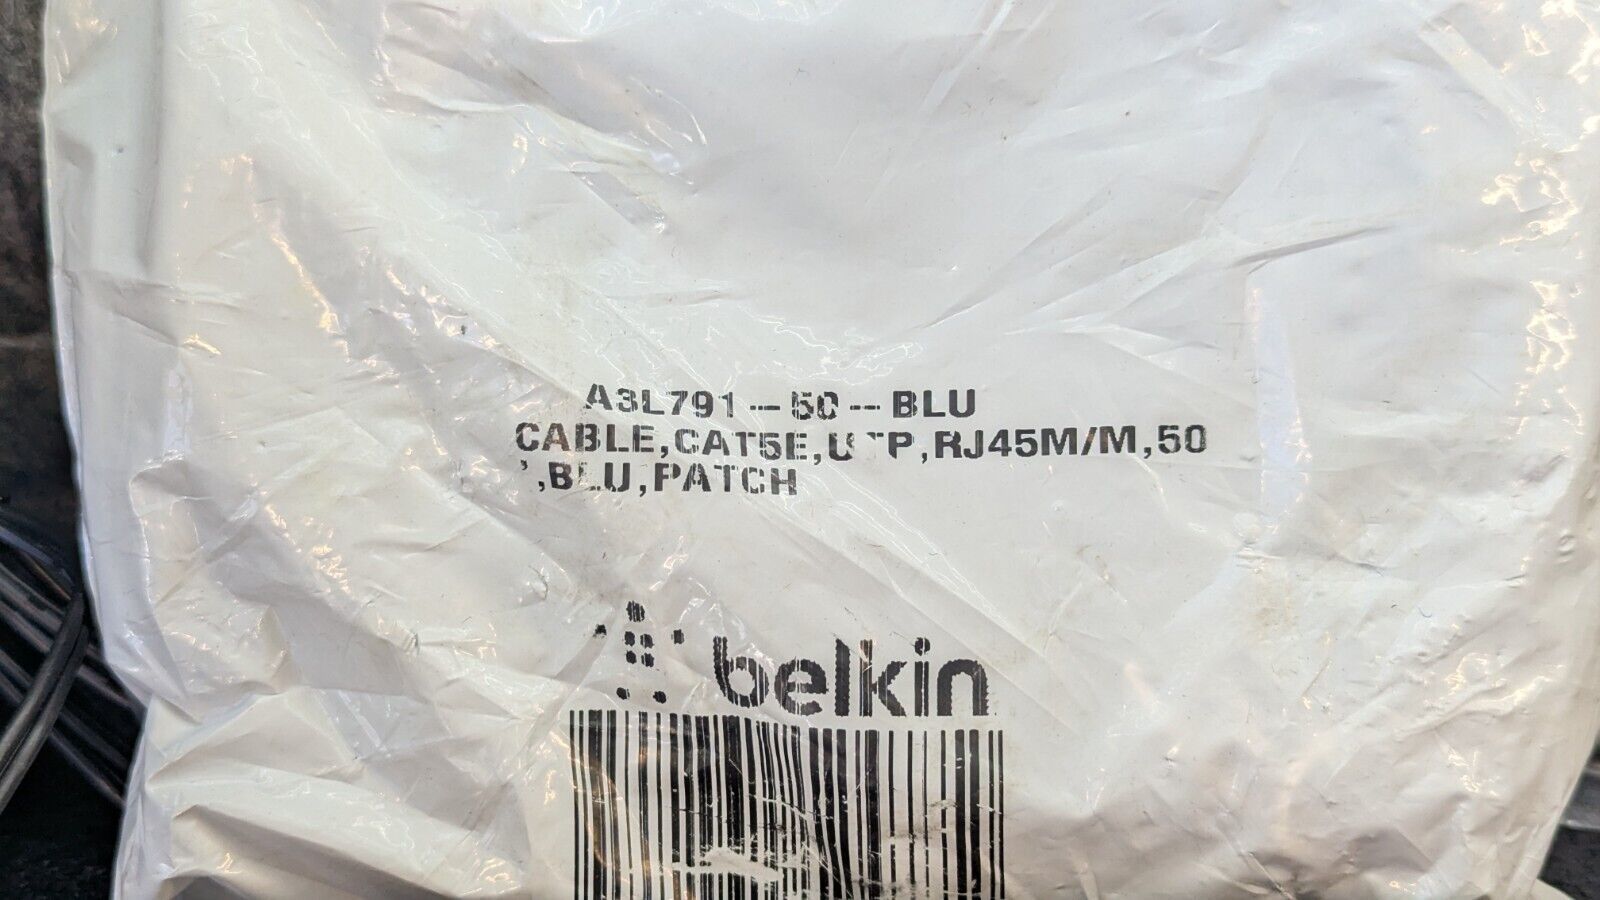 A3L791-50-BLU
CABLE,CAT5E,UTP,RJ45M/M,50
',BLU,PATCH
belkin